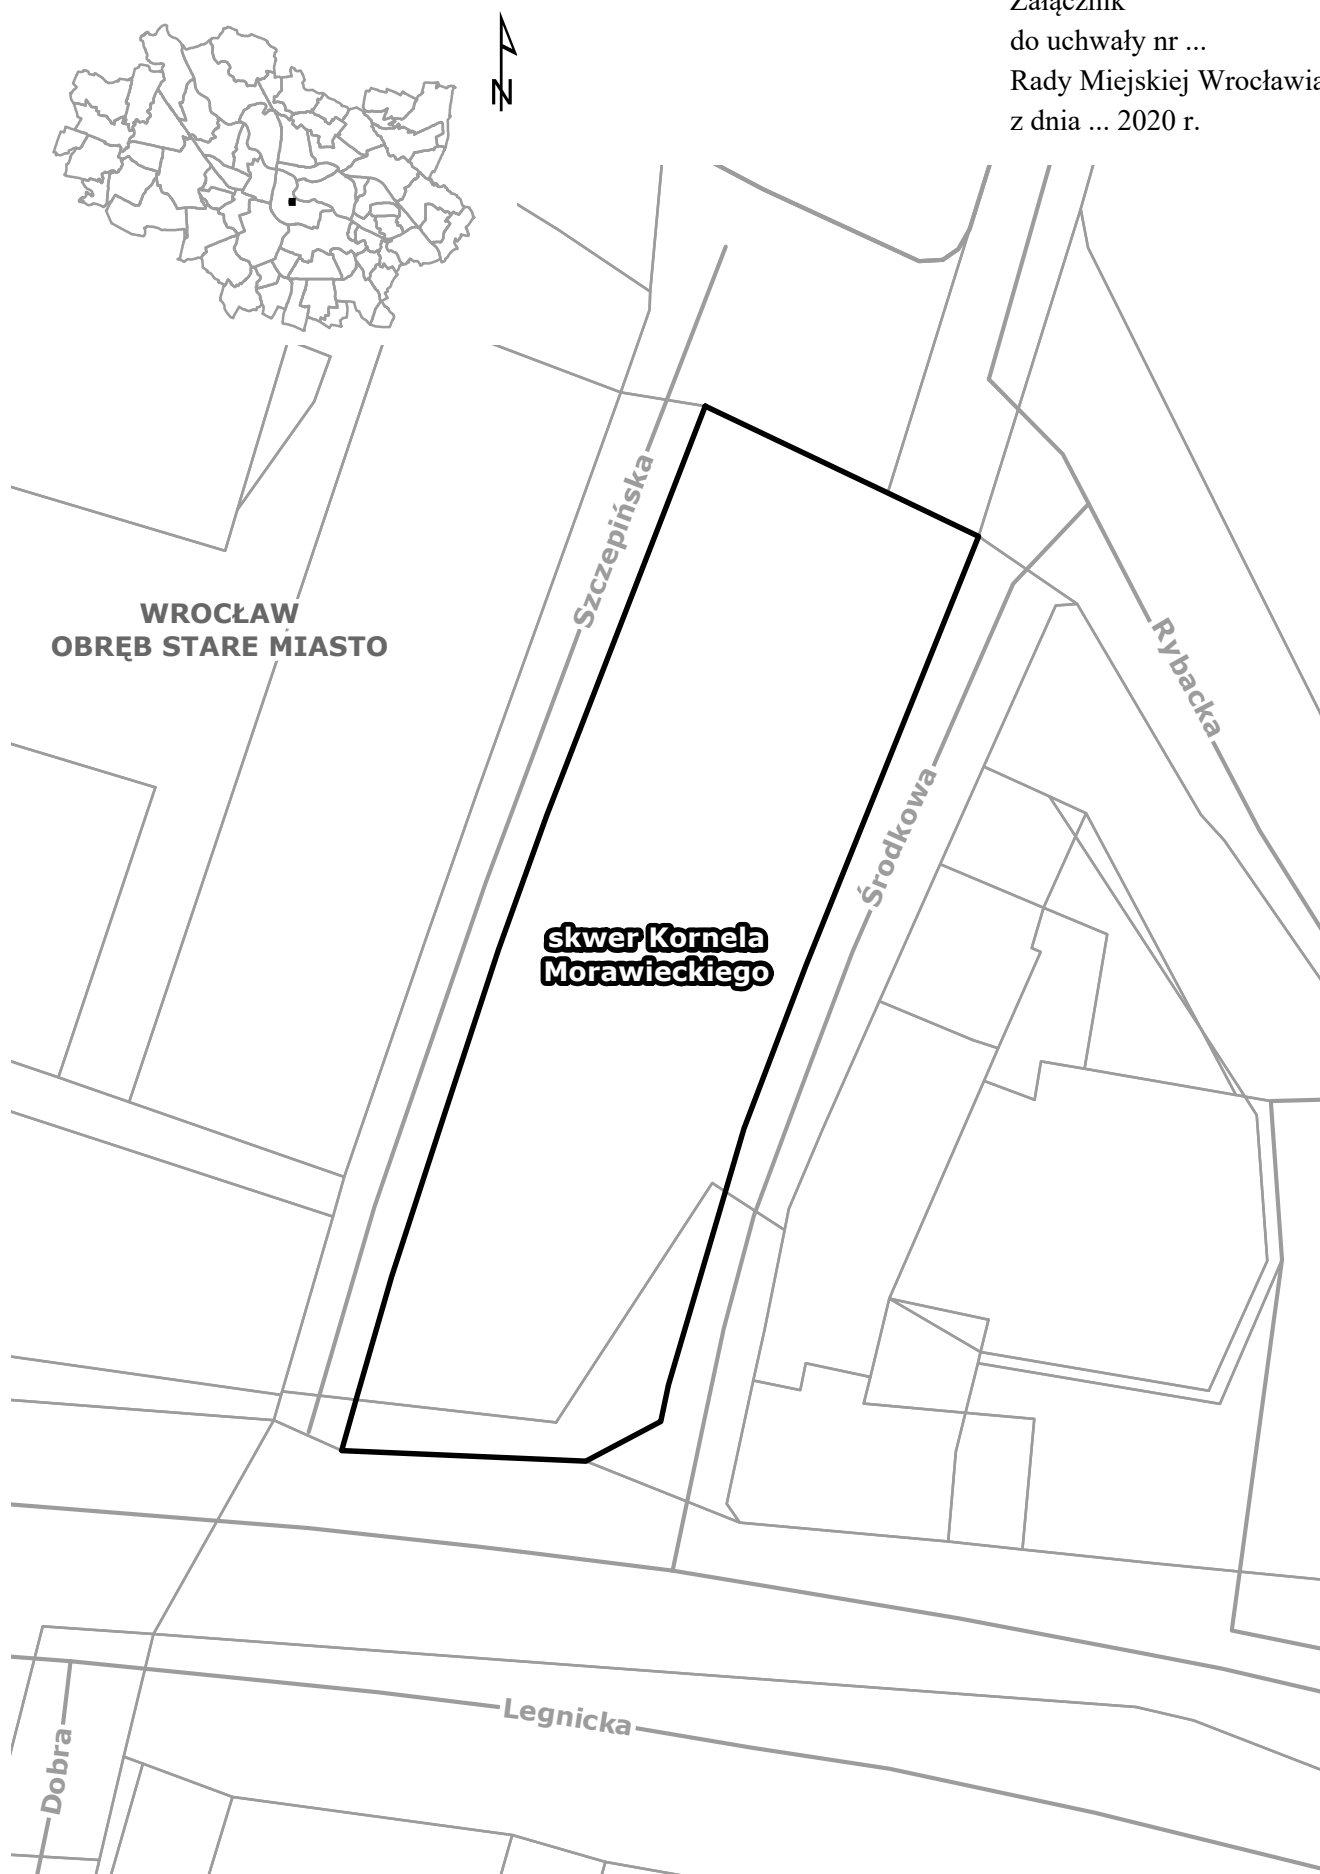 Załącznik
do uchwały nr ...
Rady Miejskiej Wrocławia
z dnia ... 2020 r.
N
Szczepińska
WROCŁAW
OBRĘB STARE MIASTO
Rybacka
Środkowa
skwer Kornela
Morawieckiego
Legnicka
Dobra